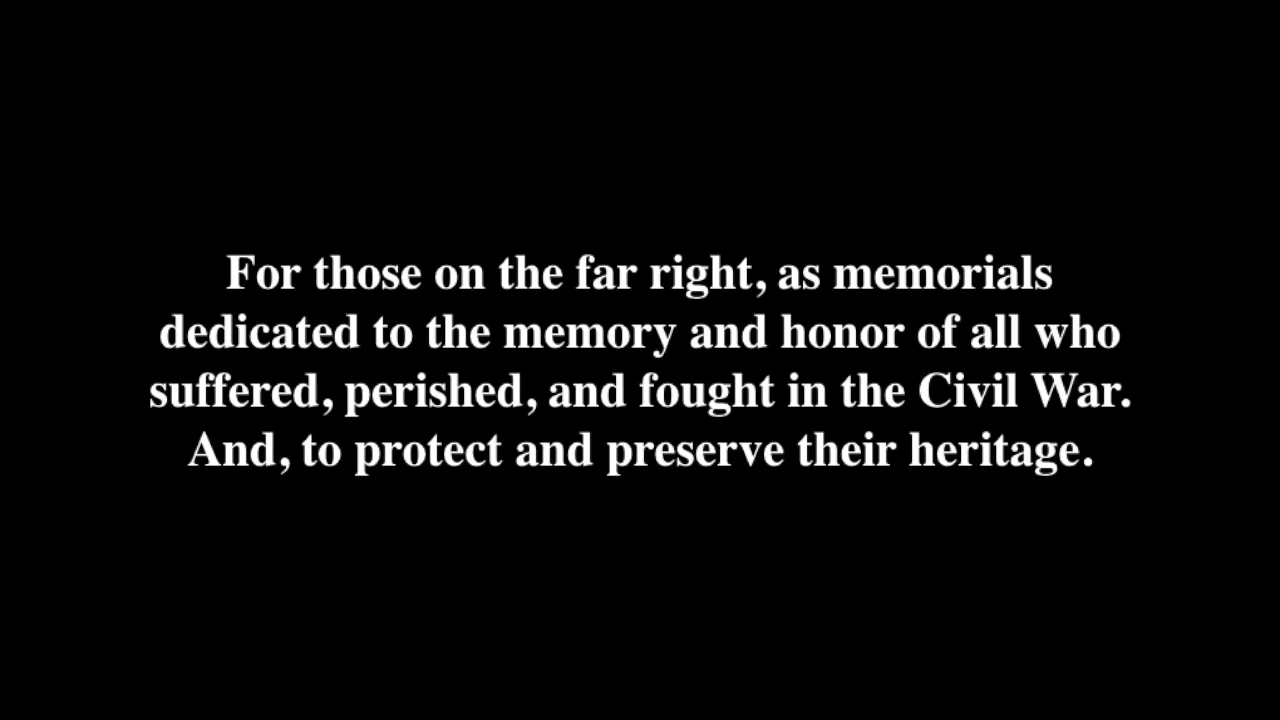 For those on the far right, as memorials
dedicated to the memory and honor of all who
suffered, perished, and fought in the Civil War.
And, to protect and preserve their heritage.